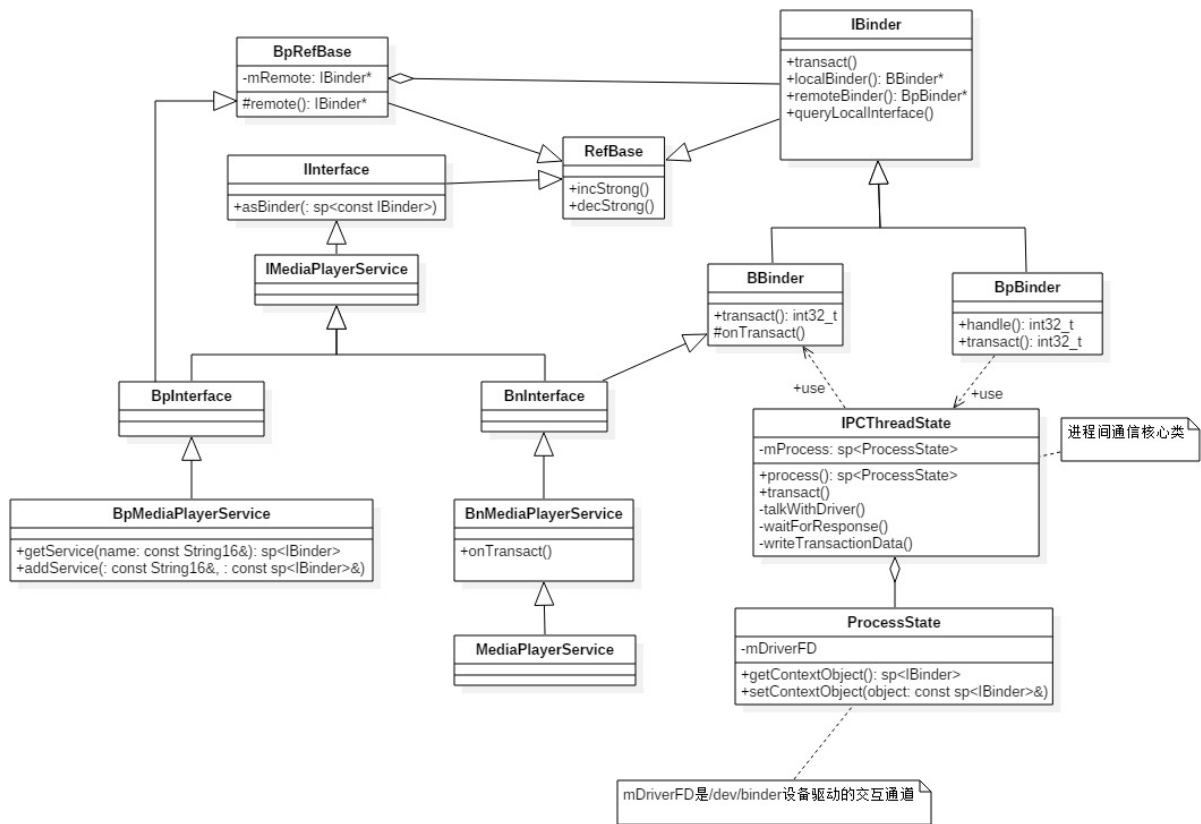 IBinder
+transact()
+localBinder(): BBinder*
+remoteBinder(): BpBinder*
+queryLocalInterface()
BpRefBase
-mRemote: IBinder*
#remote(): IBinder*
RefBase
+incStrong()
+decStrong()
IInterface
+asBinder(: sp<const IBinder>)
IMediaPlayerService
BBinder
+transact(): int32_t
#onTransact()
BpBinder
+handle(): int32_t
+transact(): int32_t
BpInterface
BnInterface
+use
+use
IPCThreadState
-mProcess: sp<ProcessState>
+process(): sp<ProcessState>
+transact()
-talkWithDriver()
-waitForResponse()
-writeTransactionData()
进程间通信核心类
BpMediaPlayerService
+getService(name: const String16&): sp<IBinder>
+addService(: const String16&, : const sp<IBinder>&)
BnMediaPlayerService
+onTransact()
MediaPlayerService
ProcessState
-mDriverFD
+getContextObject(): sp<IBinder>
+setContextObject(object: const sp<IBinder>&)
mDriverFD是/dev/binder设备驱动的交互通道